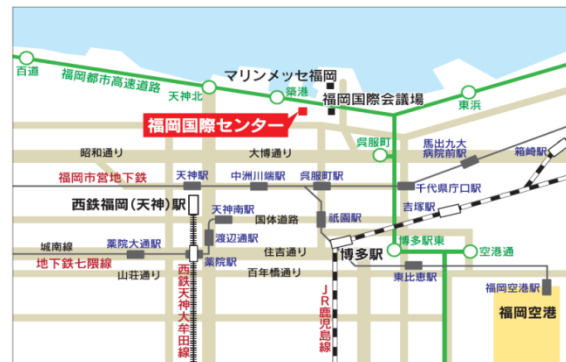 百道
福岡都市高速道路
天神北
マリンメッセ福岡
築港
福岡国際会議場
東浜
福岡国際センター
呉服町
昭和通り
大博通り
馬出九大
病院前駅
箱崎駅
福岡市営地下鉄
天神駅
中洲川端駅
呉服町駅
千代県庁口駅
西鉄福岡(天神)駅
天神南駅
国体道路
祇園駅
吉塚駅
城南線
薬院大通駅
渡辺通駅
住吉通り
博多駅
博多駅東
空港通
地下鉄七隈線
薬院駅
山荘通り
百年橋通り
東比恵駅
福岡空港駅
福岡空港
西鉄天神大牟田線
JR鹿児島線